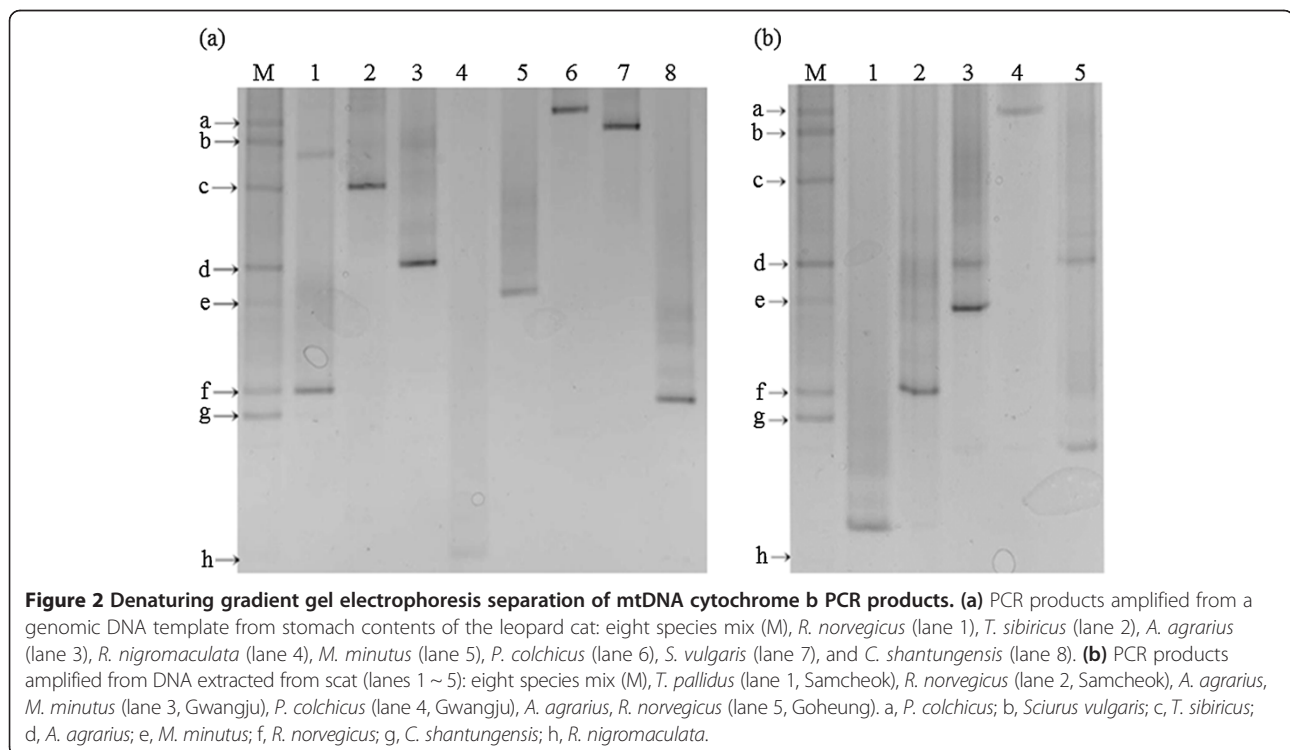 (a)
(b)
M 1 2 3 4 5 6 7 8
M 1 2 3 4 5
a
b
c
d
e
f
g
h
a
b
c
d
e
f
g
h
Figure 2 Denaturing gradient gel electrophoresis separation of mtDNA cytochrome b PCR products. (a) PCR products amplified from a
genomic DNA template from stomach contents of the leopard cat: eight species mix (M), R. norvegicus (lane 1), T. sibiricus (lane 2), A. agrarius
(lane 3), R. nigromaculata (lane 4), M. minutus (lane 5), P. colchicus (lane 6), S. vulgaris (lane 7), and C. shantungensis (lane 8). (b) PCR products
amplified from DNA extracted from scat (lanes 1 ~ 5): eight species mix (M), T. pallidus (lane 1, Samcheok), R. norvegicus (lane 2, Samcheok), A. agrarius,
M. minutus (lane 3, Gwangju), P. colchicus (lane 4, Gwangju), A. agrarius, R. norvegicus (lane 5, Goheung). a, P. colchicus; b, Sciurus vulgaris; c, T. sibiricus;
d, A. agrarius; e, M. minutus; f, R. norvegicus; g, C. shantungensis; h, R. nigromaculata.